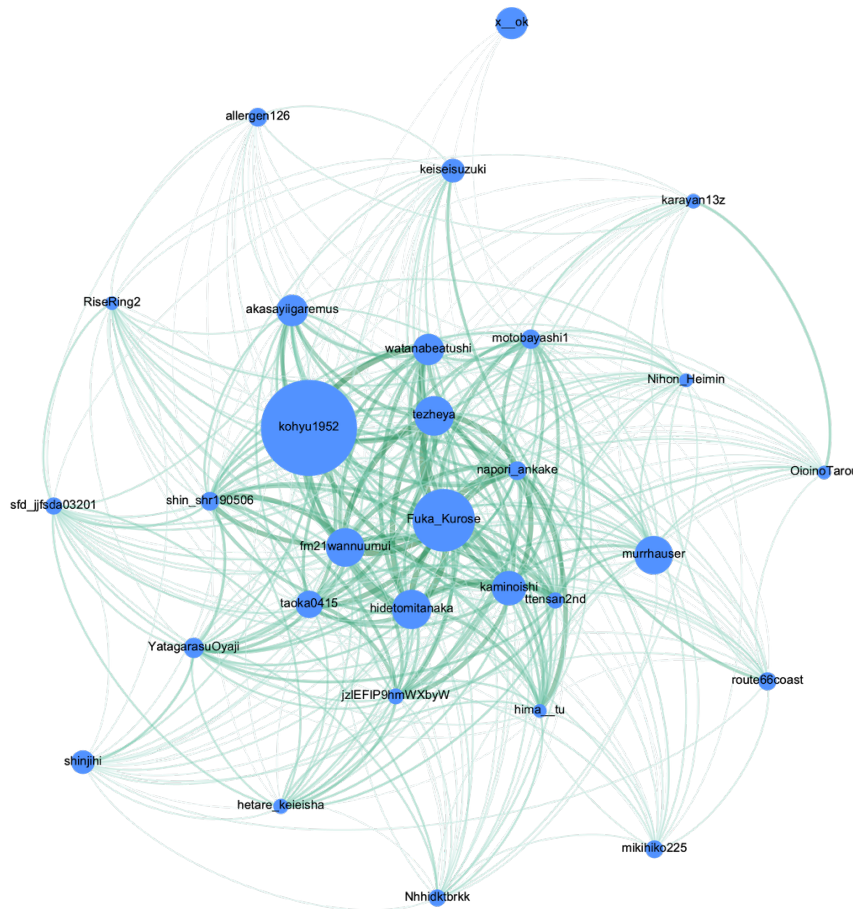 x__ok
allergen126
keiseisuzuki
karayan13z
RiseRing2
akasayiigaremus
motobayashi1
watanabeatushi
Nihon_Heimin
tezheya
kohyu1952
napori_ankake
OioinoTarou
shin_shr190506
sfd_jjfsda03201
Fuka_Kurose
fm21wannuumui
murrhauser
kaminoishi
ttensan2nd
taoka0415
hidetomitanaka
YatagarasuOyaji
route66coast
jzlEFIP9hmWXbyW
hima__tu
shinjihi
hetare_keieisha
mikihiko225
Nhhidktbrkk